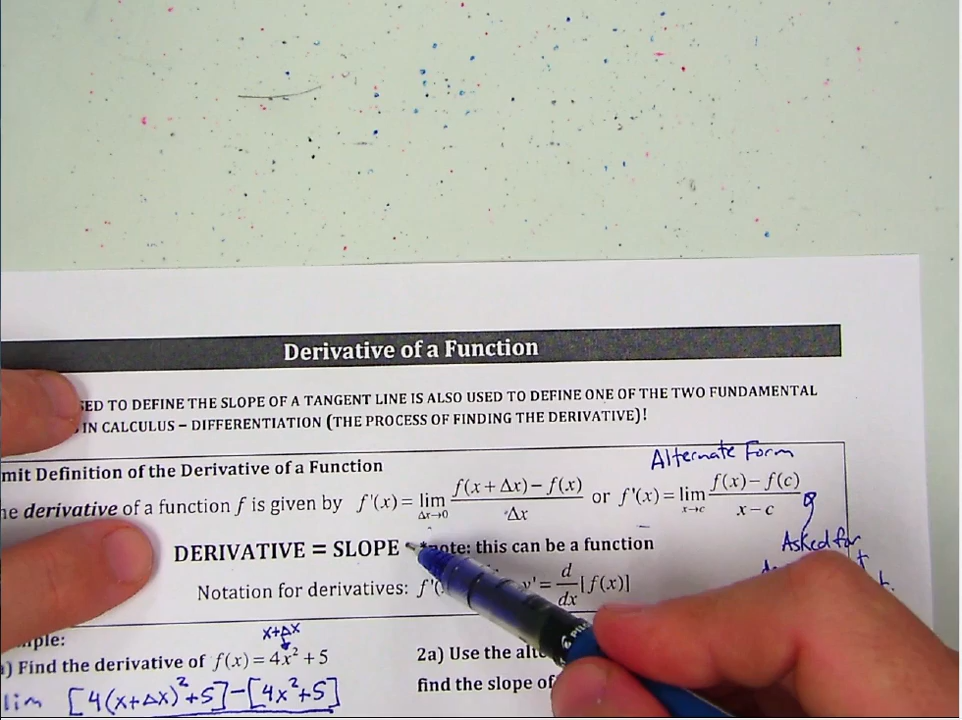 Derivative of a Function
SED TO DEFINE THE SLOPE OF A TANGENT LINE IS ALSO USED TO DEFINE ONE OF THE TWO FUNDAMENTAL
IN CALCULUS – DIFFERENTIATION (THE PROCESS OF FINDING THE DERIVATIVE)!
Alternate Form
mit Definition of the Derivative of a Function
he derivative of a function f is given by f'(x) = lim Δx→0 f(x + Δx) − f(x) / Δx or f'(x) = lim x→c f(x) − f(c) / x − c
Asked for
DERIVATIVE = SLOPE *note: this can be a function
Notation for derivatives: f'( y' = d/dx [f(x)]
mple:
x+Δx
) Find the derivative of f(x) = 4x² + 5
2a) Use the alte
lim [4(x+Δx)²+5]-[4x²+5]
find the slope of